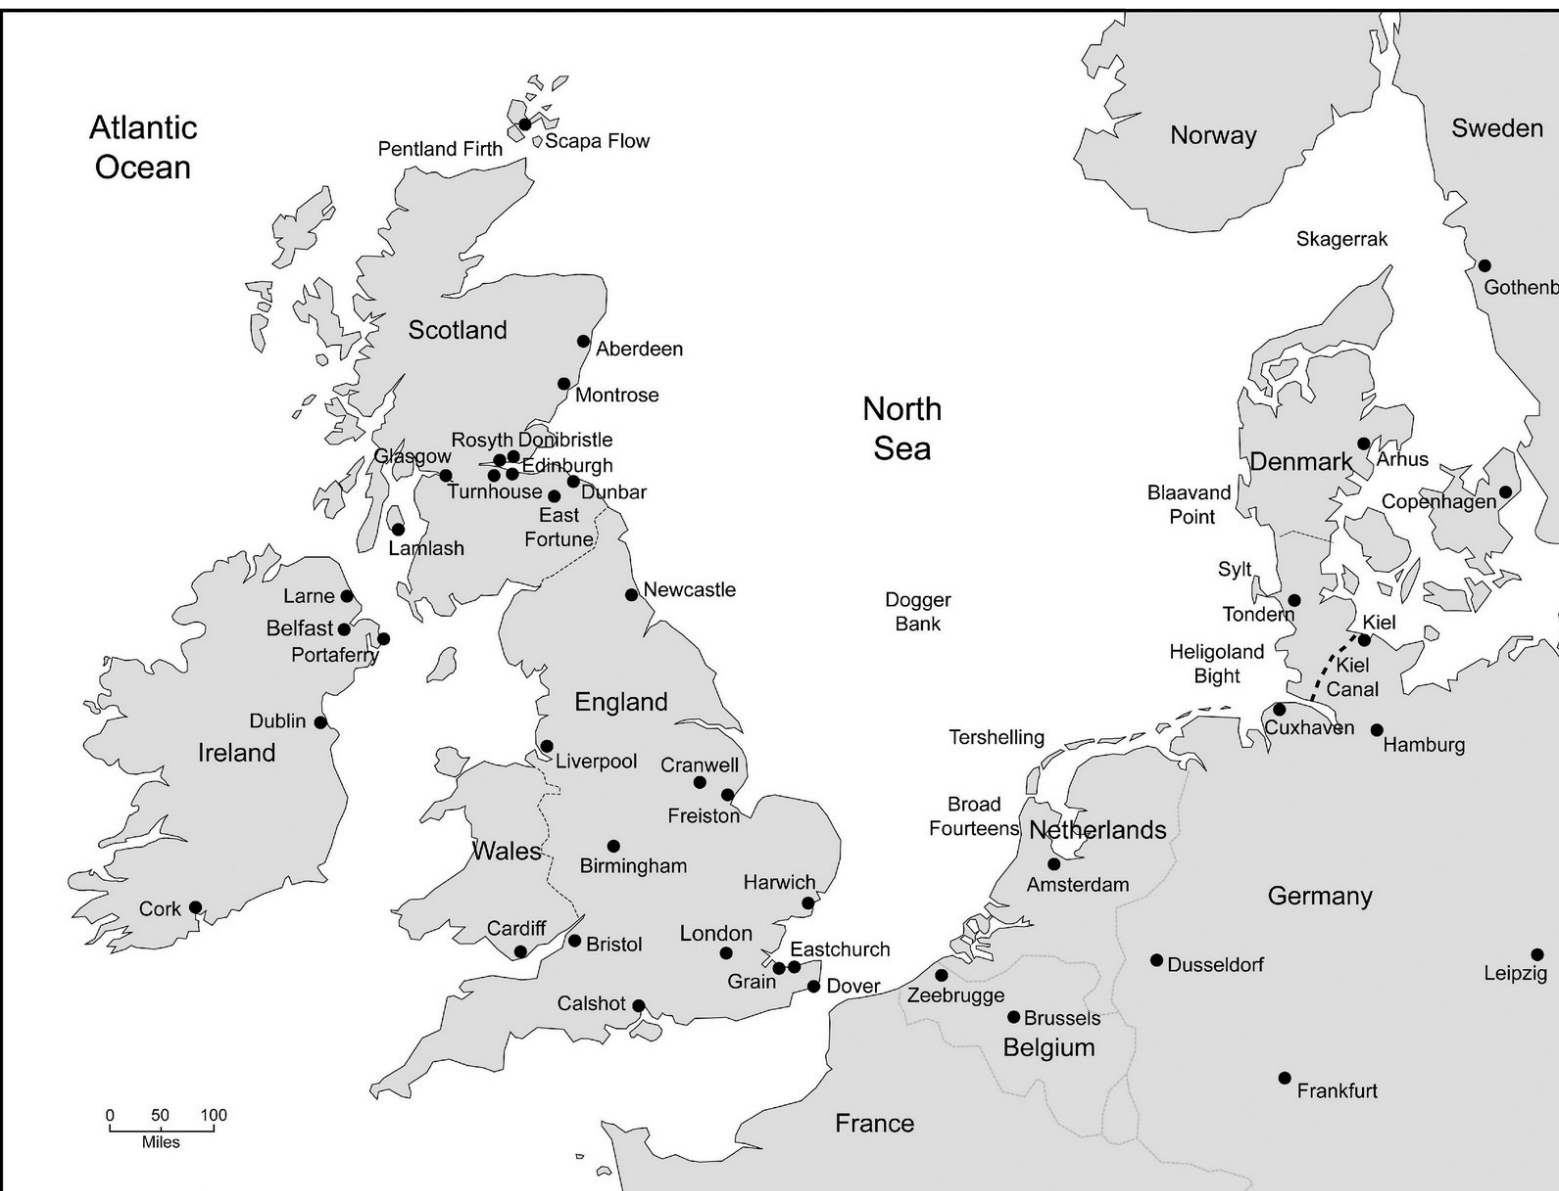 Atlantic
Ocean
Norway
Sweden
Pentland Firth
Scapa Flow
Skagerrak
Gothenb
Scotland
Aberdeen
Montrose
North
Sea
Rosyth Donibristle
Glasgow
Edinburgh
Turnhouse
Dunbar
East
Fortune
Lamlash
Denmark
Arhus
Blaavand
Point
Copenhagen
Larne
Belfast
Portaferry
Newcastle
Dogger
Bank
Sylt
Tondern
Kiel
Heligoland
Bight
Kiel
Canal
England
Dublin
Ireland
Liverpool
Cranwell
Freiston
Tershelling
Cuxhaven
Hamburg
Broad
Fourteens
Netherlands
Wales
Birmingham
Harwich
Amsterdam
Germany
Cork
Cardiff
Bristol
London
Eastchurch
Grain
Dover
Calshot
Zeebrugge
Dusseldorf
Leipzig
Brussels
Belgium
Frankfurt
France
0 50 100
Miles